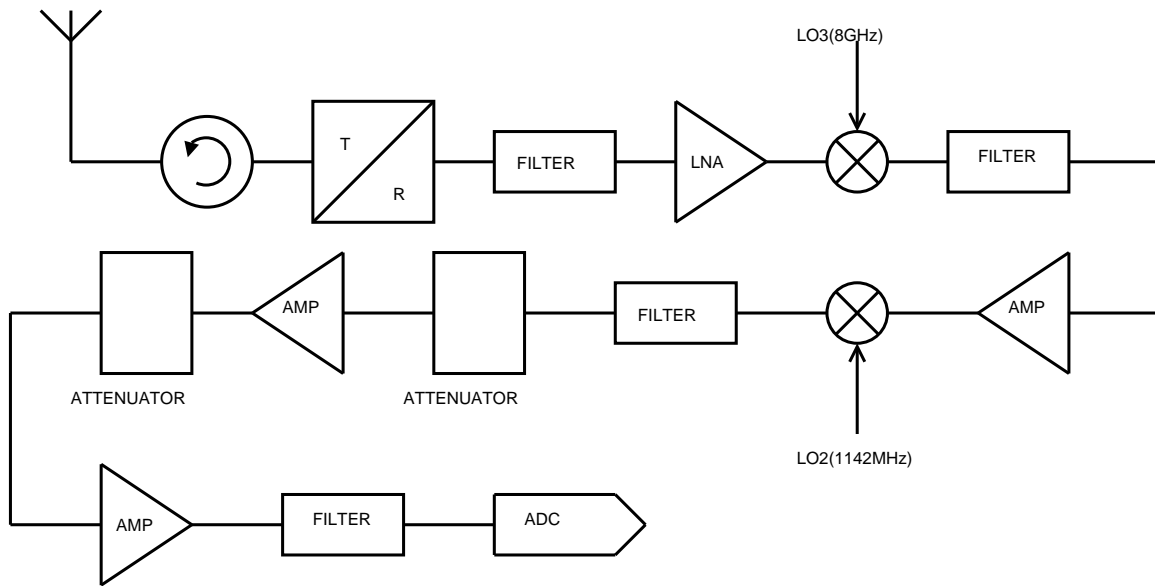 LO3(8GHz)
T
R
FILTER
LNA
FILTER
AMP
FILTER
AMP
ATTENUATOR
ATTENUATOR
LO2(1142MHz)
AMP
FILTER
ADC